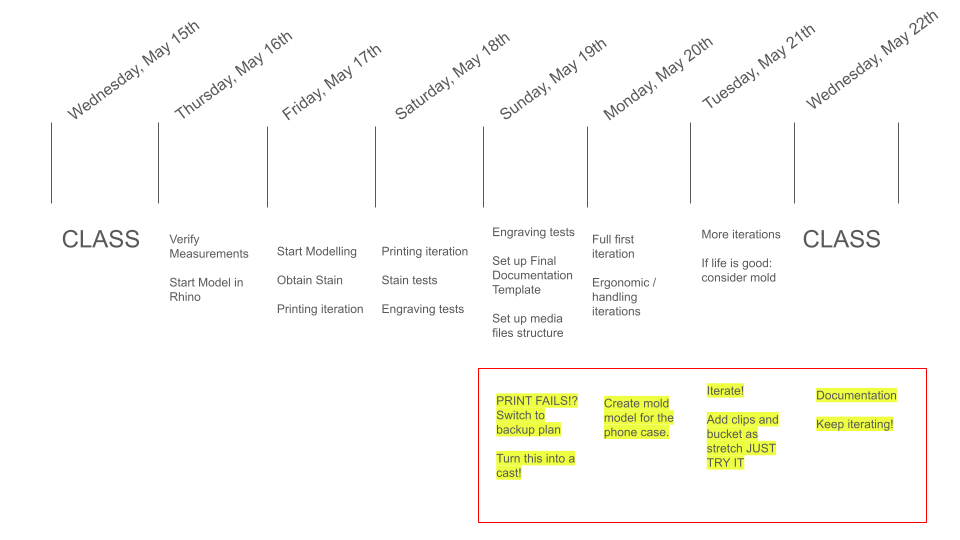 Wednesday, May 15th
Thursday, May 16th
Friday, May 17th
Saturday, May 18th
Sunday, May 19th
Monday, May 20th
Tuesday, May 21th
Wednesday, May 22th
CLASS
Verify
Measurements
Start Model in
Rhino
Start Modelling
Obtain Stain
Printing iteration
Printing iteration
Stain tests
Engraving tests
Engraving tests
Set up Final
Documentation
Template
Set up media
files structure
Full first
iteration
Ergonomic /
handling
iterations
More iterations
If life is good:
consider mold
CLASS
PRINT FAILS!?
Switch to
backup plan
Turn this into a
cast!
Create mold
model for the
phone case.
Iterate!
Add clips and
bucket as
stretch JUST
TRY IT
Documentation
Keep iterating!